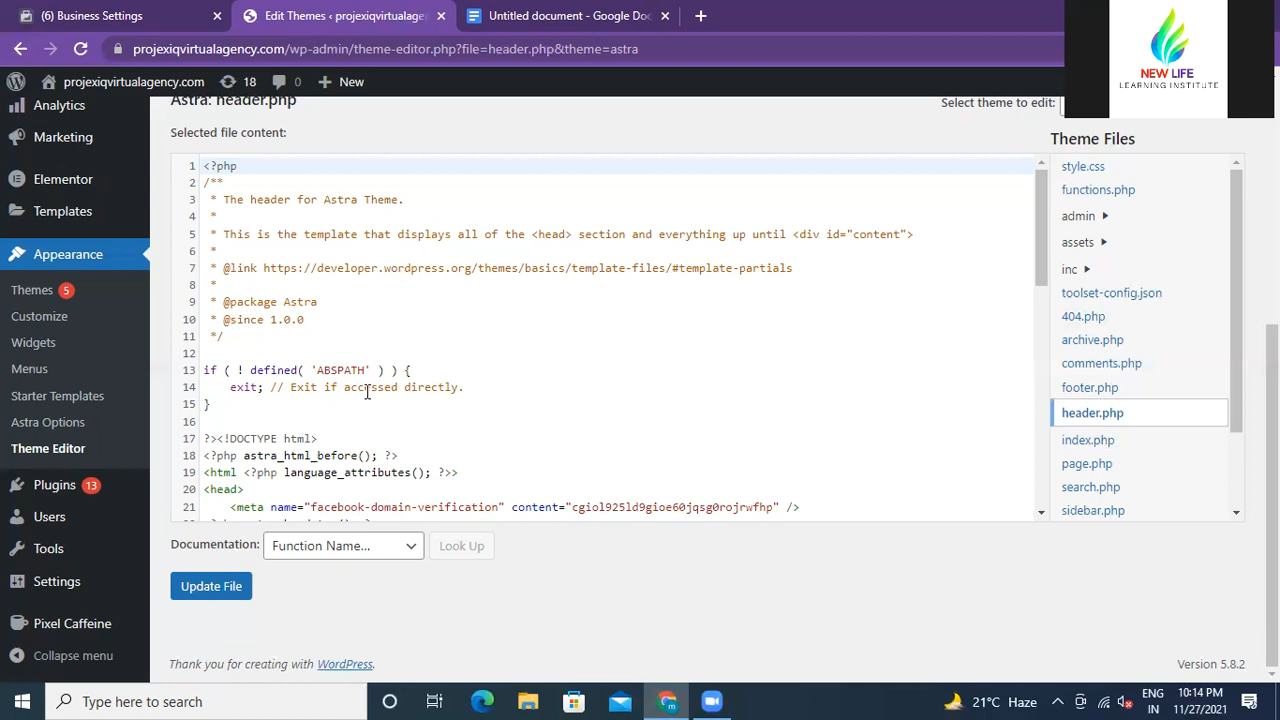 (6) Business Settings
Edit Themes ‹ projexiqvirtualage
Untitled document - Google Do
projexiqvirtualagency.com/wp-admin/theme-editor.php?file=header.php&theme=astra
NEW LIFE
LEARNING INSTITUTE
projexiqvirtualagency.com
18
0
New
Analytics
Marketing
Elementor
Templates
Appearance
Themes 5
Customize
Widgets
Menus
Starter Templates
Astra Options
Theme Editor
Plugins 13
Users
Tools
Settings
Pixel Caffeine
Collapse menu
Astra: header.php
Select theme to edit:
Selected file content:
1 <?php
2 /**
3 * The header for Astra Theme.
4 *
5 * This is the template that displays all of the <head> section and everything up until <div id="content">
6 *
7 * @link https://developer.wordpress.org/themes/basics/template-files/#template-partials
8 *
9 * @package Astra
10 * @since 1.0.0
11 */
12
13 if ( ! defined( 'ABSPATH' ) ) {
14 exit; // Exit if accessed directly.
15 }
16
17 ?><!DOCTYPE html>
18 <?php astra_html_before(); ?>
19 <html <?php language_attributes(); ?>>
20 <head>
21 <meta name="facebook-domain-verification" content="cgiol925ld9gioe60jqsg0rojrwfhp" />
Theme Files
style.css
functions.php
admin
assets
inc
toolset-config.json
404.php
archive.php
comments.php
footer.php
header.php
index.php
page.php
search.php
sidebar.php
Documentation:
Function Name...
Look Up
Update File
Thank you for creating with WordPress.
Version 5.8.2
Type here to search
21°C Haze
ENG
IN
10:14 PM
11/27/2021